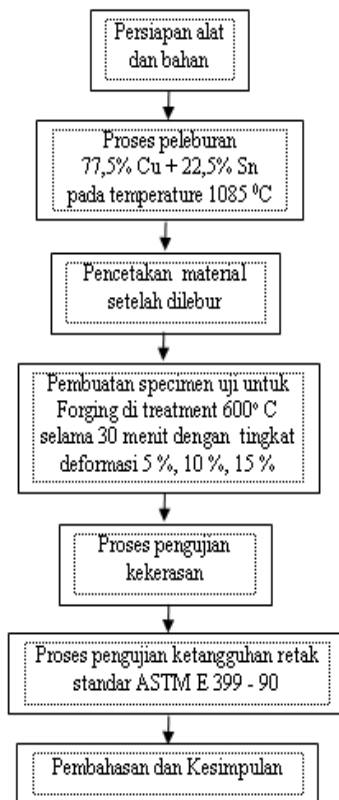 Persiapan alat
dan bahan
Proses peleburan
77,5% Cu + 22,5% Sn
pada temperature 1085 ⁰C
Pencetakan material
setelah dilebur
Pembuatan specimen uji untuk
Forging di treatment 600° C
selama 30 menit dengan tingkat
deformasi 5 %, 10 %, 15 %
Proses pengujian
kekerasan
Proses pengujian ketangguhan retak
standar ASTM E 399 - 90
Pembahasan dan Kesimpulan